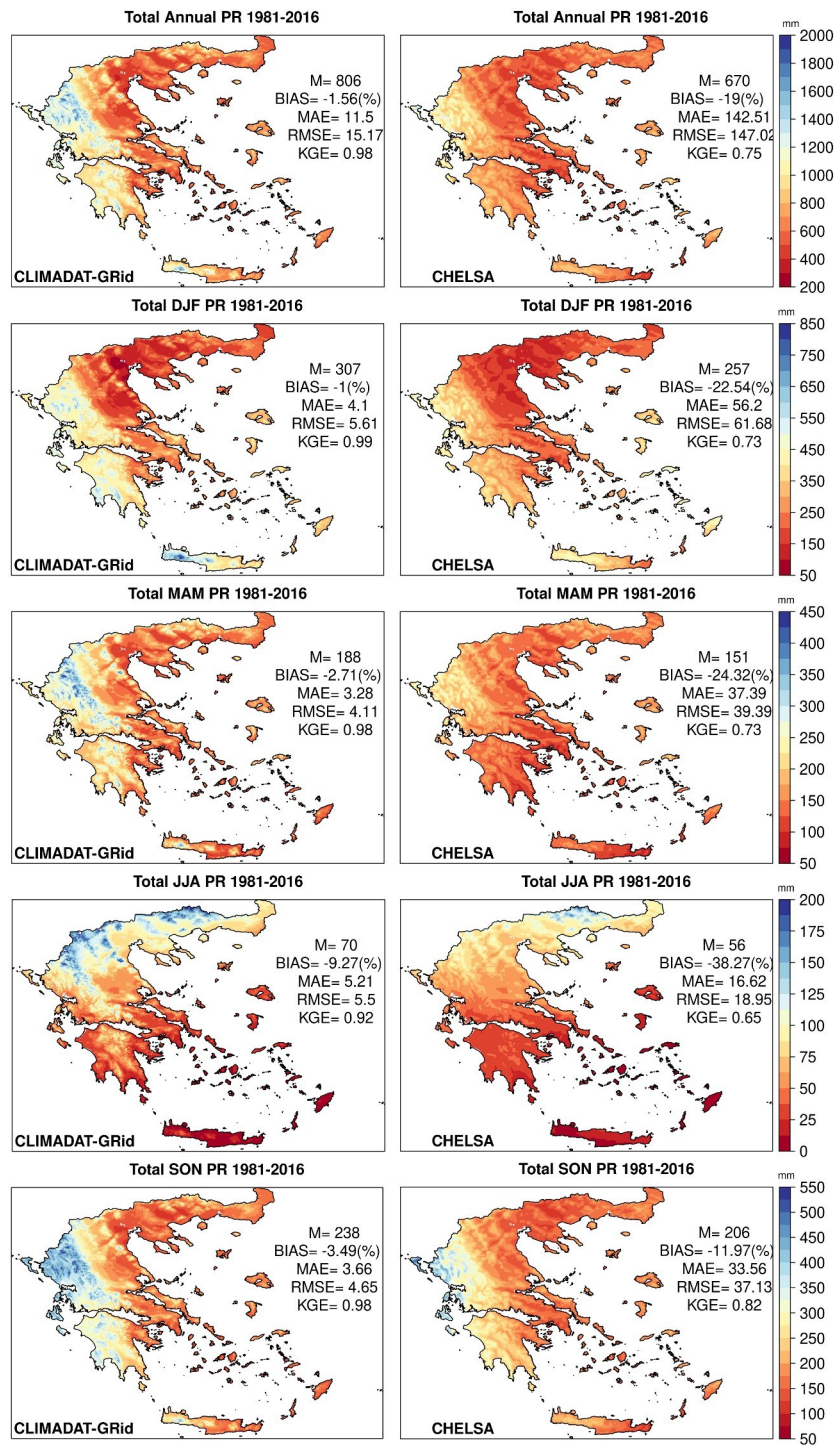 Total Annual PR 1981-2016
M= 806
BIAS= -1.56(%)
MAE= 11.5
RMSE= 15.17
KGE= 0.98
CLIMADAT-GRid
Total Annual PR 1981-2016
M= 670
BIAS= -19(%)
MAE= 142.51
RMSE= 147.02
KGE= 0.75
CHELSA
mm
2000
1800
1600
1400
1200
1000
800
600
400
200
Total DJF PR 1981-2016
M= 307
BIAS= -1(%)
MAE= 4.1
RMSE= 5.61
KGE= 0.99
CLIMADAT-GRid
Total DJF PR 1981-2016
M= 257
BIAS= -22.54(%)
MAE= 56.2
RMSE= 61.68
KGE= 0.73
CHELSA
mm
850
750
650
550
450
350
250
150
50
Total MAM PR 1981-2016
M= 188
BIAS= -2.71(%)
MAE= 3.28
RMSE= 4.11
KGE= 0.98
CLIMADAT-GRid
Total MAM PR 1981-2016
M= 151
BIAS= -24.32(%)
MAE= 37.39
RMSE= 39.39
KGE= 0.73
CHELSA
mm
450
400
350
300
250
200
150
100
50
Total JJA PR 1981-2016
M= 70
BIAS= -9.27(%)
MAE= 5.21
RMSE= 5.5
KGE= 0.92
CLIMADAT-GRid
Total JJA PR 1981-2016
M= 56
BIAS= -38.27(%)
MAE= 16.62
RMSE= 18.95
KGE= 0.65
CHELSA
mm
200
175
150
125
100
75
50
25
0
Total SON PR 1981-2016
M= 238
BIAS= -3.49(%)
MAE= 3.66
RMSE= 4.65
KGE= 0.98
CLIMADAT-GRid
Total SON PR 1981-2016
M= 206
BIAS= -11.97(%)
MAE= 33.56
RMSE= 37.13
KGE= 0.82
CHELSA
mm
550
500
450
400
350
300
250
200
150
100
50